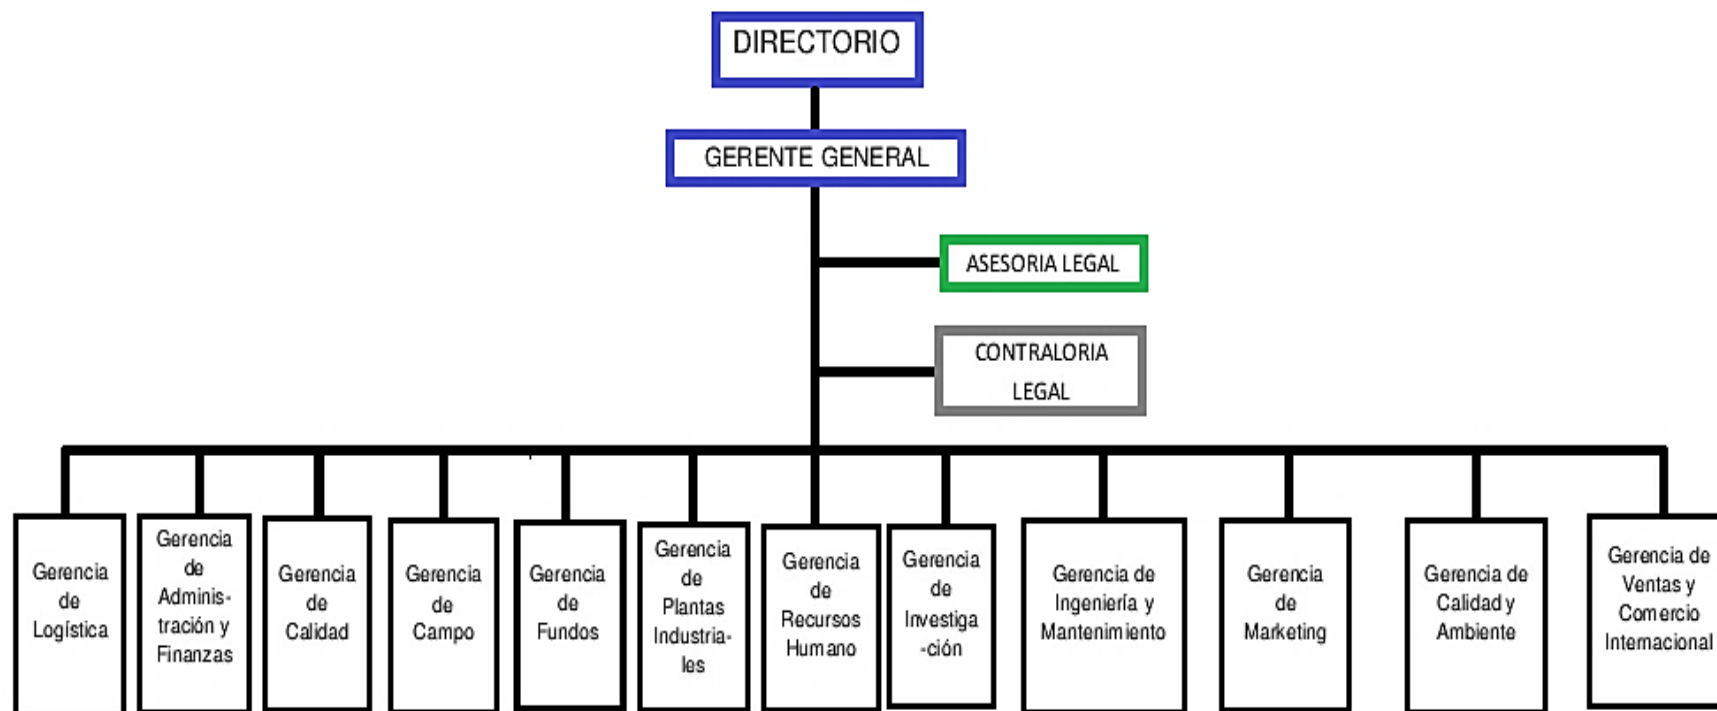 DIRECTORIO
GERENTE GENERAL
ASESORIA LEGAL
CONTRALORIA
LEGAL
Gerencia
de
Logística
Gerencia
de
Adminis-
tración y
Finanzas
Gerencia
de
Calidad
Gerencia
de
Campo
Gerencia
de
Fundos
Gerencia
de
Plantas
Industria-
les
Gerencia
de
Recursos
Humano
Gerencia
de
Investiga
-ción
Gerencia de
Ingeniería y
Mantenimiento
Gerencia
de
Marketing
Gerencia de
Calidad y
Ambiente
Gerencia de
Ventas y
Comercio
Internacional